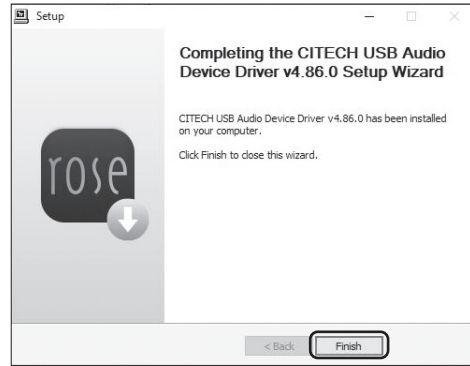 Setup
Completing the CITECH USB Audio
Device Driver v4.86.0 Setup Wizard
CITECH USB Audio Device Driver v4.86.0 has been installed
on your computer.
Click Finish to close this wizard.
rose
< Back
Finish